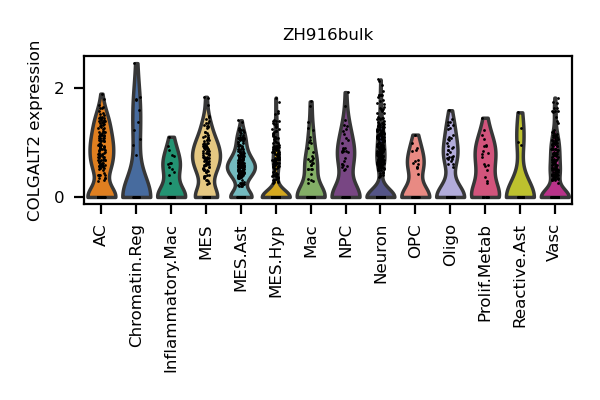 ZH916bulk
COLGALT2 expression
2
0
AC
Chromatin.Reg
Inflammatory.Mac
MES
MES.Ast
MES.Hyp
Mac
NPC
Neuron
OPC
Oligo
Prolif.Metab
Reactive.Ast
Vasc